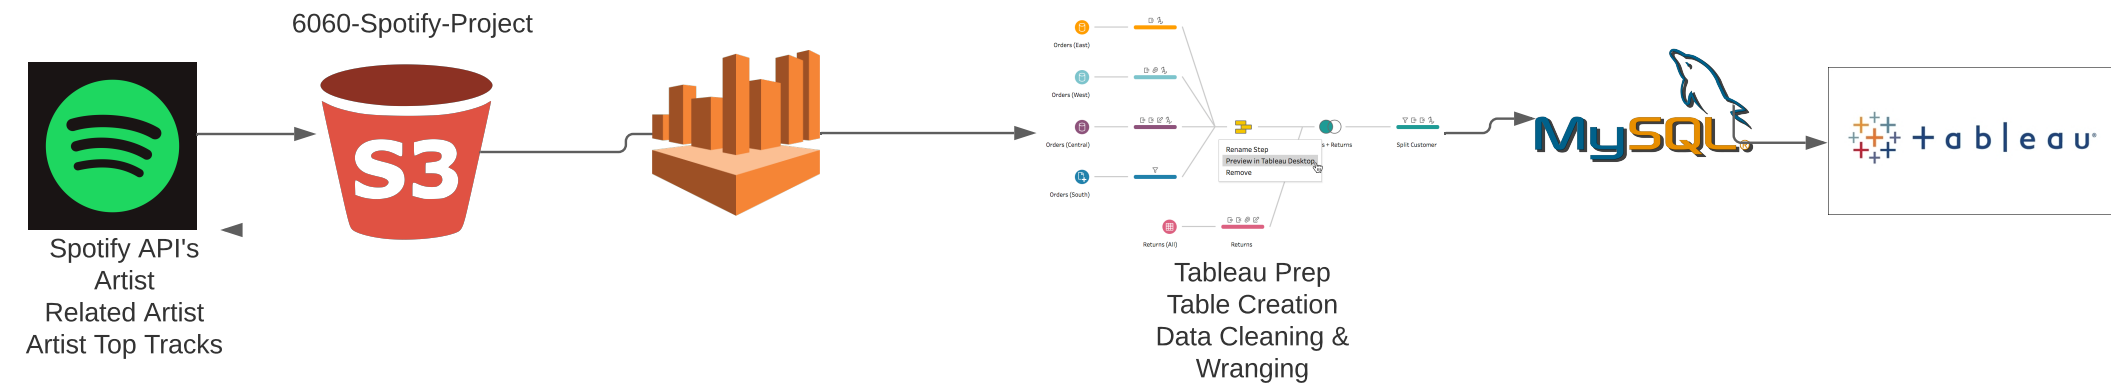 6060-Spotify-Project
Spotify API's
Artist
Related Artist
Artist Top Tracks
S3
Orders (East)
Orders (West)
Orders (Central)
Orders (South)
Returns (All)
Returns
Rename Step
Preview in Tableau Desktop
Remove
s + Returns
Split Customer
Tableau Prep
Table Creation
Data Cleaning &
Wranging
MySQL®
+ableau®